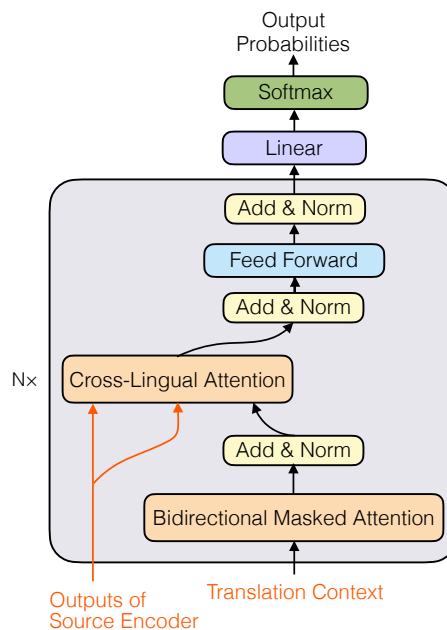 Output
Probabilities
Softmax
Linear
Add & Norm
Feed Forward
Add & Norm
N×
Cross-Lingual Attention
Add & Norm
Bidirectional Masked Attention
Outputs of
Source Encoder
Translation Context